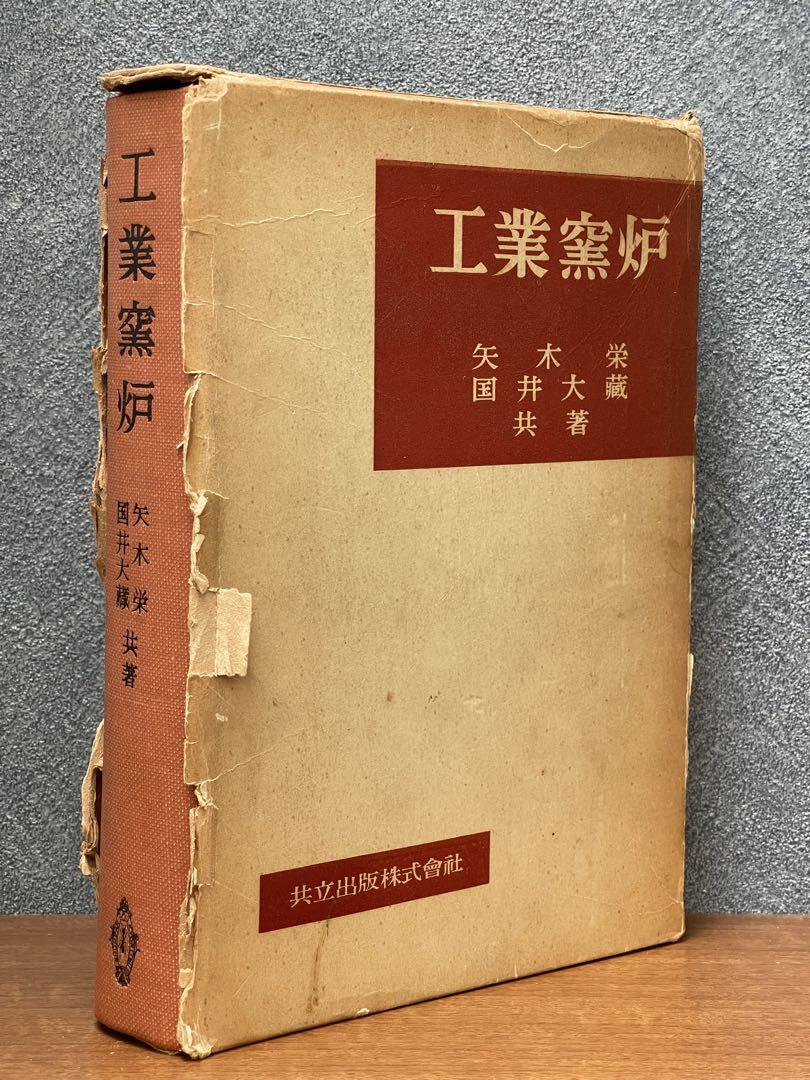 工業窯炉
矢木栄
国井大藏
共著
共立出版株式會社
工業窯炉
矢木栄
国井大藏
共著